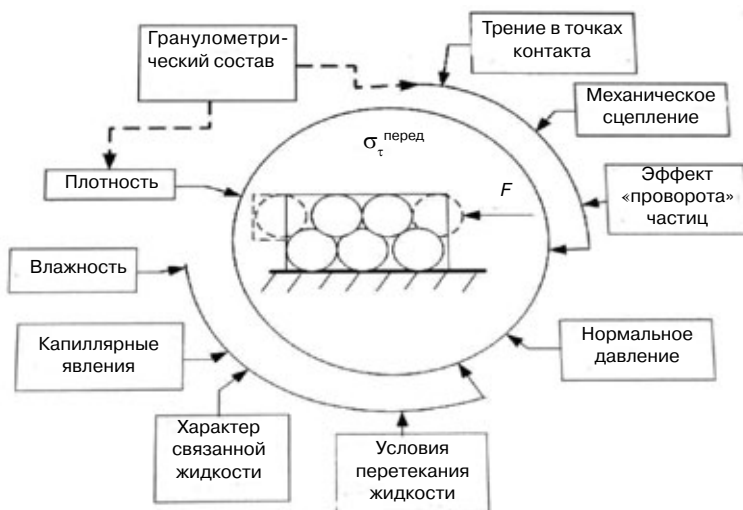 Гранулометри-
ческий состав
Трение в точках
контакта
Механическое
сцепление
στ перед
Плотность
F
Эффект
«проворота»
частиц
Влажность
Капиллярные
явления
Нормальное
давление
Характер
связанной
жидкости
Условия
перетекания
жидкости